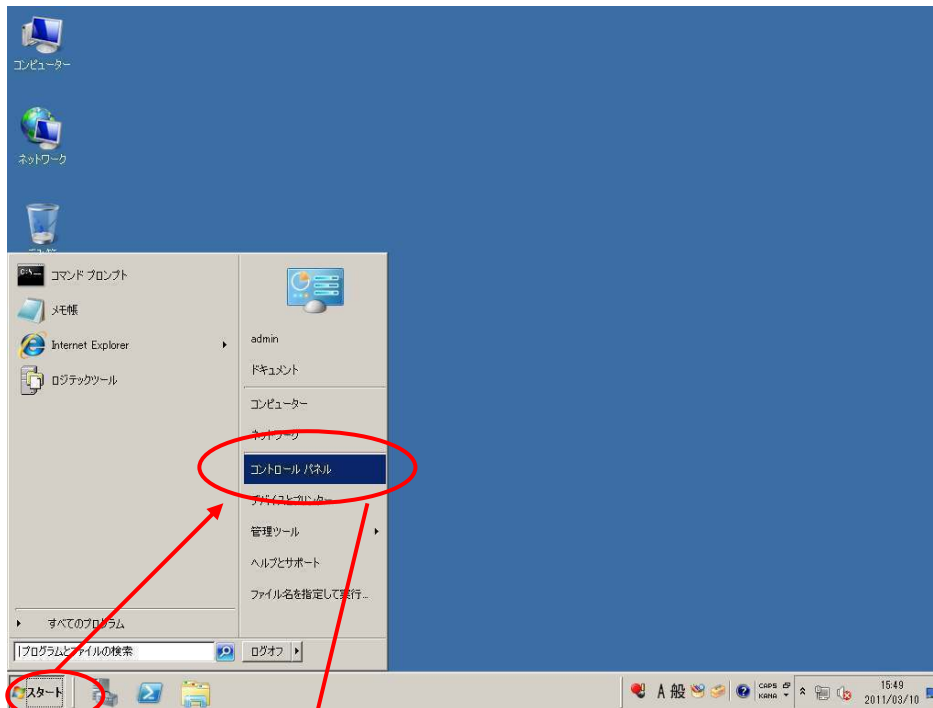 コンピューター
ネットワーク
コマンド プロンプト
メモ帳
Internet Explorer
ロジテックツール
すべてのプログラム
プログラムとファイルの検索
admin
ドキュメント
コンピューター
ネットワーク
コントロール パネル
デバイスとプリンター
管理ツール
ヘルプとサポート
ファイル名を指定して実行...
ログオフ
スタート
A 般
CAPS
KANA
15:49
2011/03/10